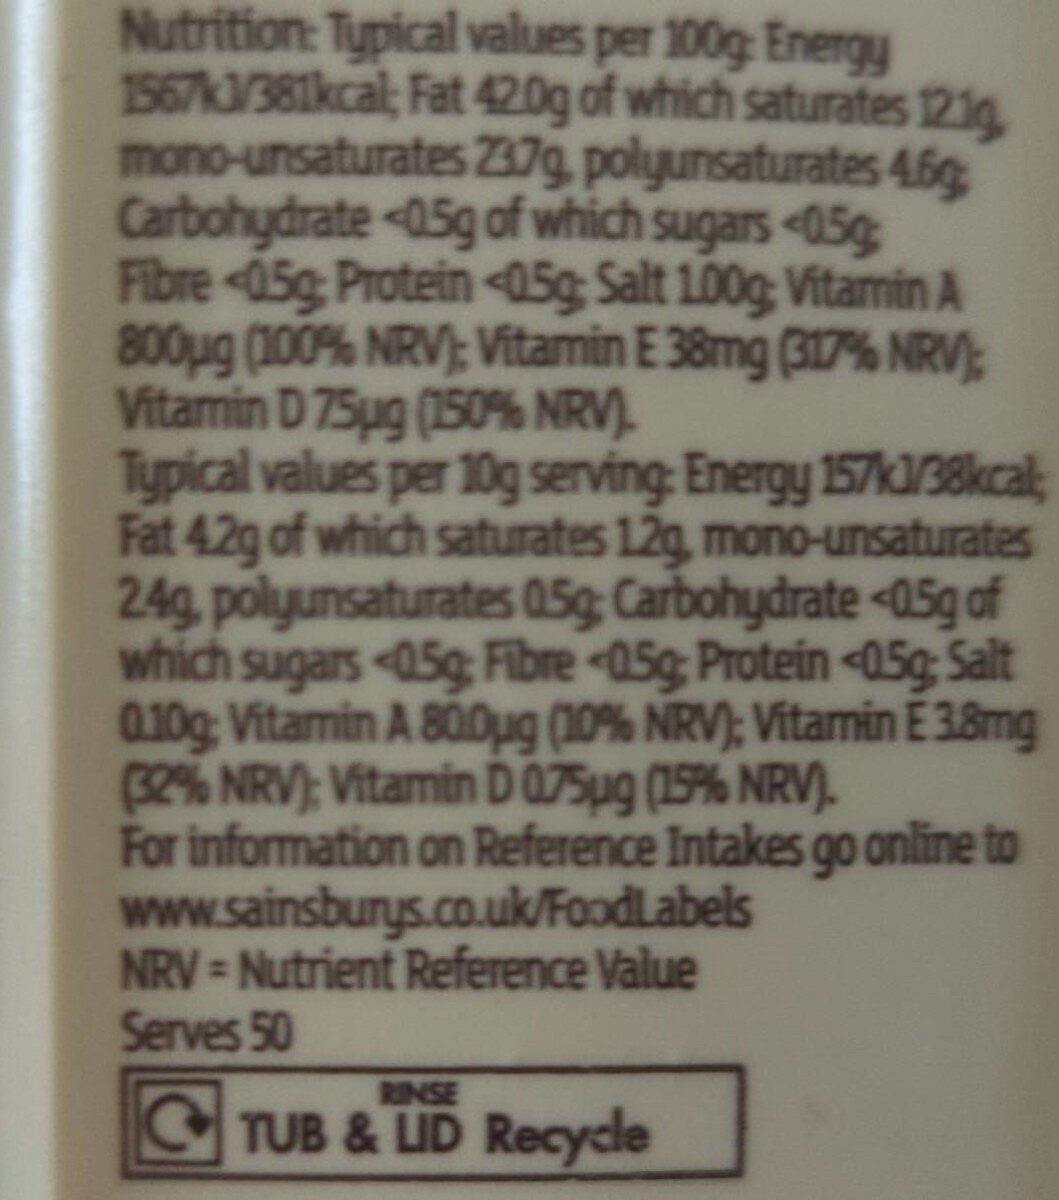 Nutrition: Typical values per 100g: Energy
1567kJ/381kcal; Fat 42.0g of which saturates 12.1g,
mono-unsaturates 23.7g, polyunsaturates 4.6g;
Carbohydrate <0.5g of which sugars <0.5g;
Fibre <0.5g; Protein <0.5g; Salt 1.00g; Vitamin A
800µg (100% NRV); Vitamin E 38mg (317% NRV);
Vitamin D 7.5µg (150% NRV).
Typical values per 10g serving: Energy 157kJ/38kcal;
Fat 4.2g of which saturates 1.2g, mono-unsaturates
2.4g, polyunsaturates 0.5g; Carbohydrate <0.5g of
which sugars <0.5g; Fibre <0.5g; Protein <0.5g; Salt
0.10g; Vitamin A 80.0µg (10% NRV); Vitamin E 3.8mg
(32% NRV); Vitamin D 0.75µg (15% NRV).
For information on Reference Intakes go online to
www.sainsburys.co.uk/FoodLabels
NRV = Nutrient Reference Value
Serves 50
RINSE
TUB & LID Recycle